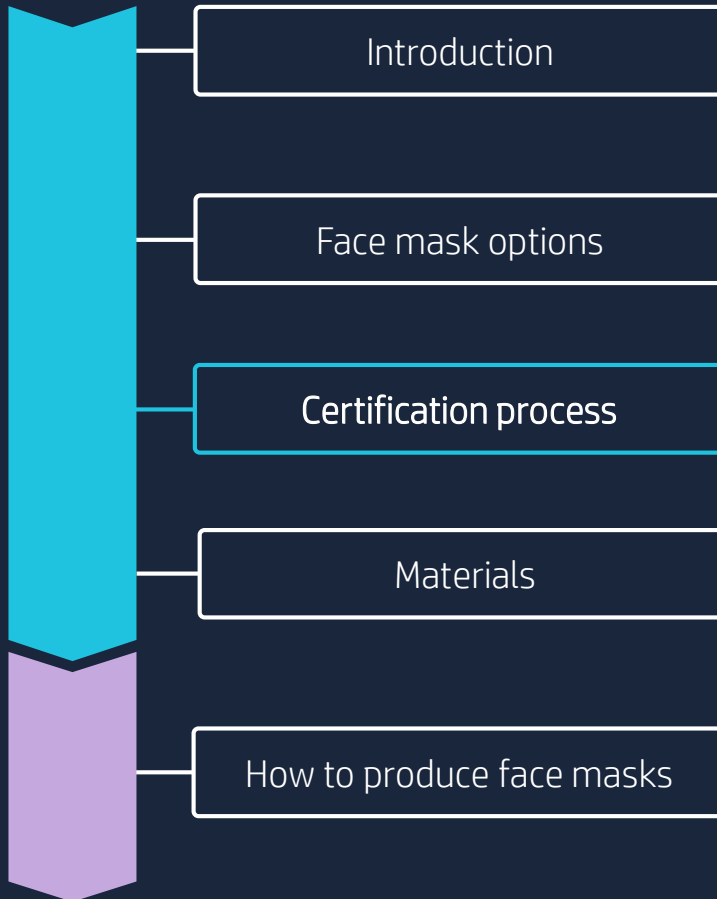 Introduction
Face mask options
Certification process
Materials
How to produce face masks